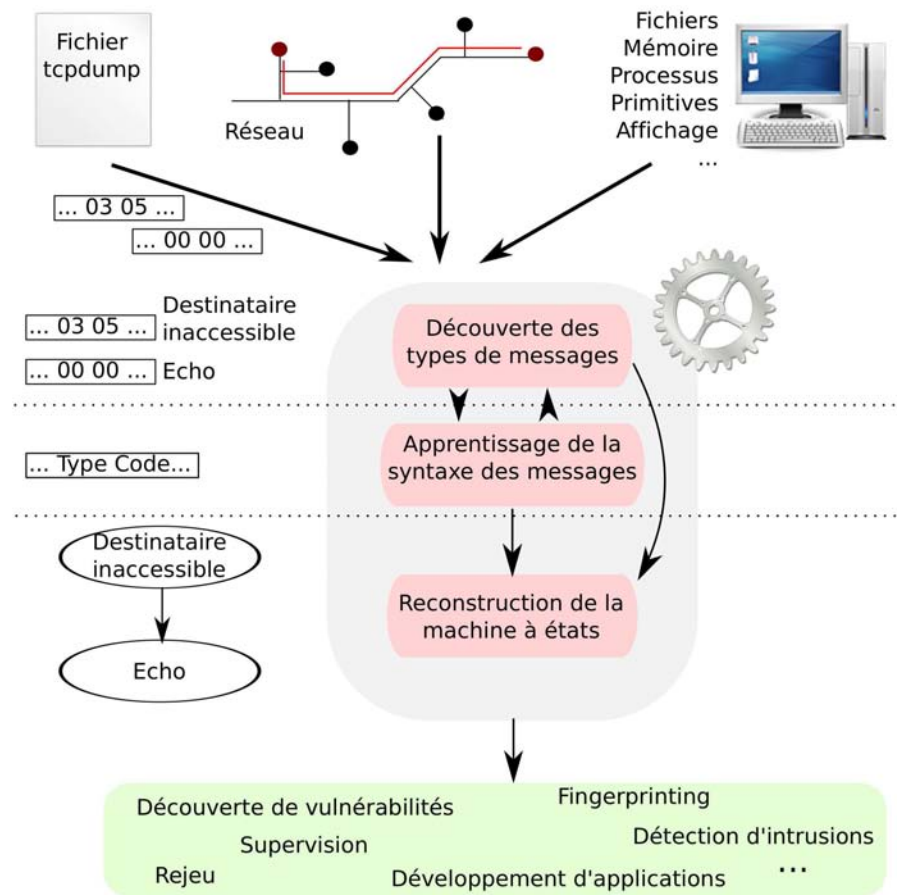 Fichier
tcpdump
Réseau
Fichiers
Mémoire
Processus
Primitives
Affichage
...
... 03 05 ...
... 00 00 ...
... 03 05 ...
Destinataire
inaccessible
... 00 00 ...
Echo
Découverte des
types de messages
... Type Code...
Apprentissage de la
syntaxe des messages
Destinataire
inaccessible
Echo
Reconstruction de la
machine à états
Découverte de vulnérabilités
Fingerprinting
Supervision
Détection d'intrusions
Rejeu
Développement d'applications
...